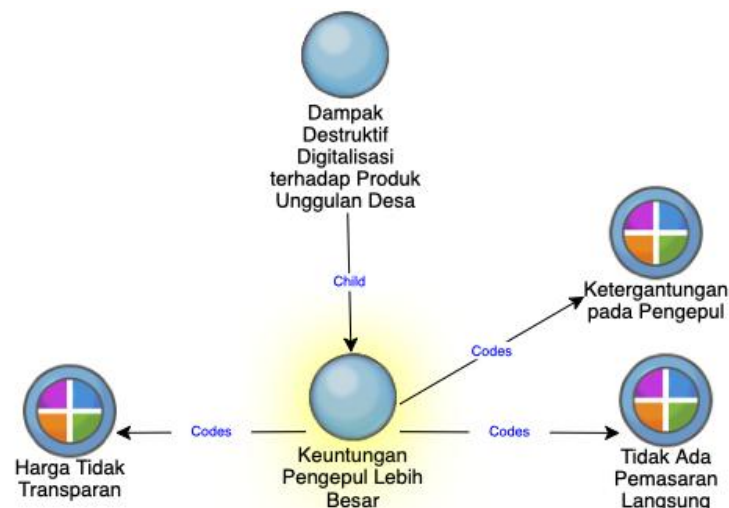 Dampak
Destruktif
Digitalisasi
terhadap Produk
Unggulan Desa
Child
Ketergantungan
pada Pengepul
Codes
Codes
Codes
Harga Tidak
Transparan
Keuntungan
Pengepul Lebih
Besar
Tidak Ada
Pemasaran
Langsung